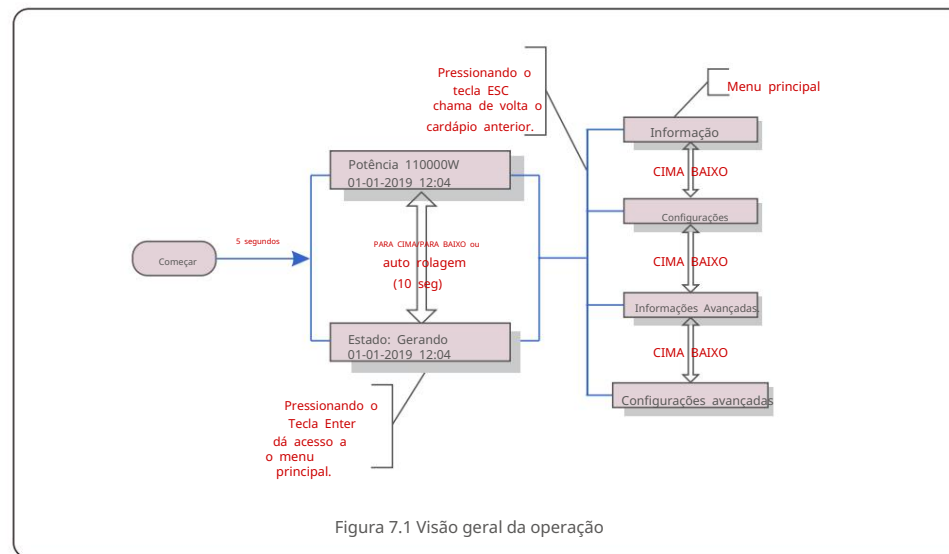 Pressionando o
tecla ESC
chama de volta o
cardápio anterior.
Menu principal
Informação
CIMA BAIXO
Configurações
CIMA BAIXO
Informações Avançadas.
CIMA BAIXO
Configurações avançadas
Potência 110000W
01-01-2019 12:04
5 segundos
Começar
PARA CIMA/PARA BAIXO ou
auto rolagem
(10 seg)
Estado: Gerando
01-01-2019 12:04
Pressionando o
Tecla Enter
dá acesso a
o menu
principal.
Figura 7.1 Visão geral da operação